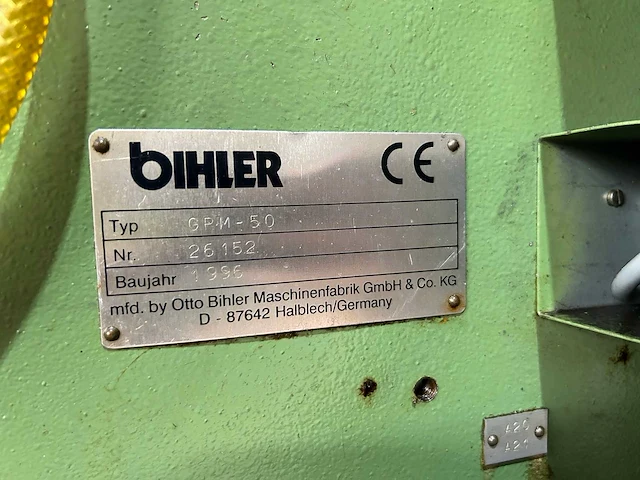 BIHLER CE
Typ GPM-50
Nr. 26152
Baujahr 1996
mfd. by Otto Bihler Maschinenfabrik GmbH & Co. KG
D - 87642 Halblech/Germany